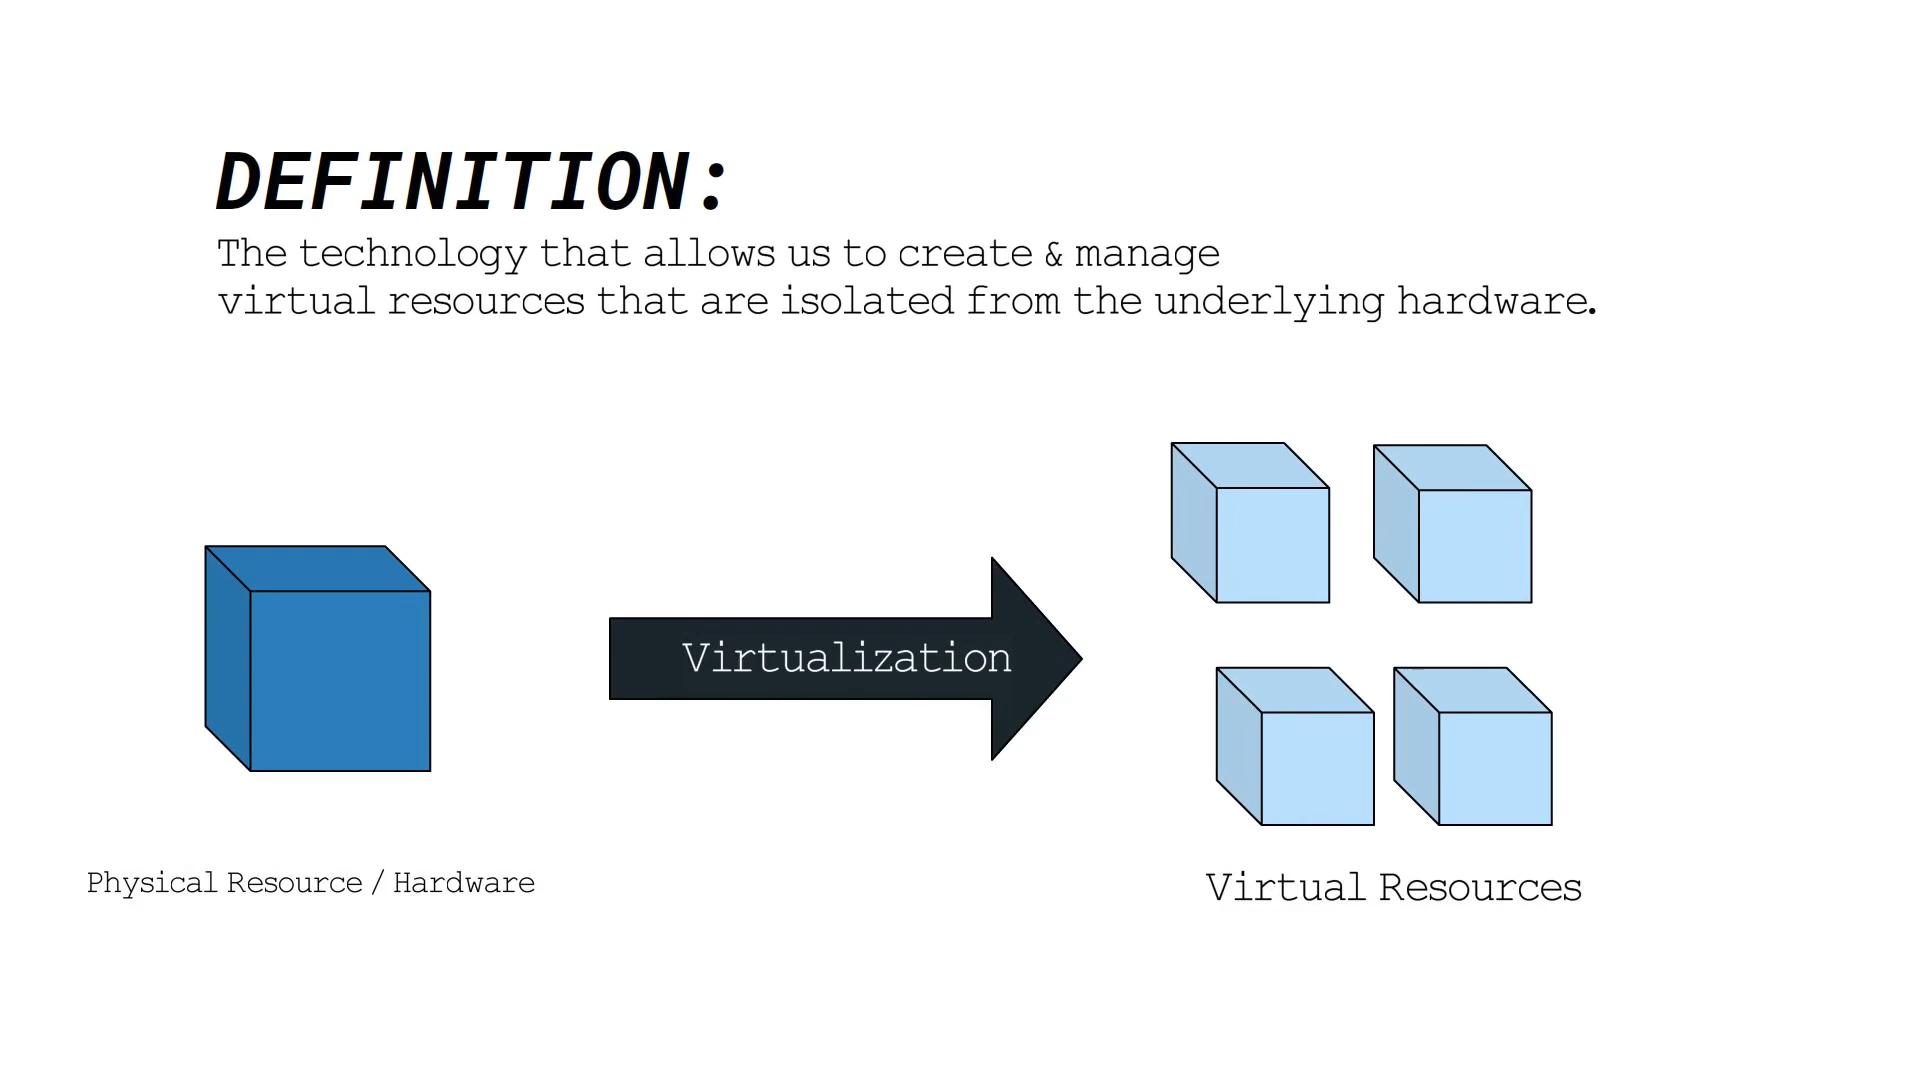 DEFINITION:
The technology that allows us to create & manage
virtual resources that are isolated from the underlying hardware.
Virtualization
Physical Resource / Hardware
Virtual Resources